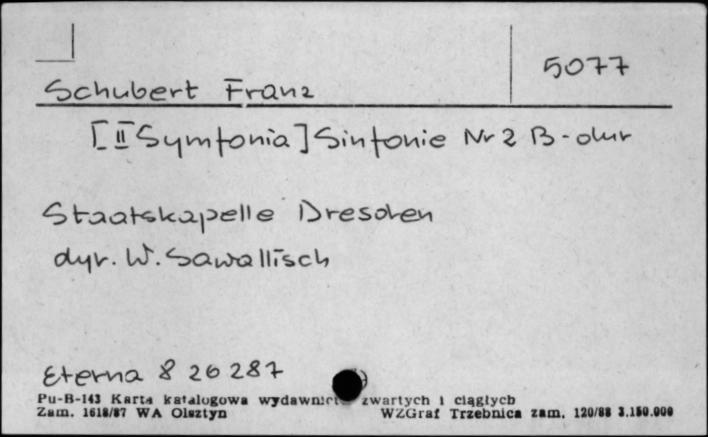 5077
Schubert Franz
[II Symfonia] Sinfonie Nr 2 B-dur
Staatskapelle Dresden
dyr. W. Sawallisch
Eterna 8 26 287
Pu-B-143 Karta katalogowa wydawnictw zwartych i ciągłych
Zam. 1618/87 WA Olsztyn WZGraf Trzebnica zam. 120/88 3.150.000